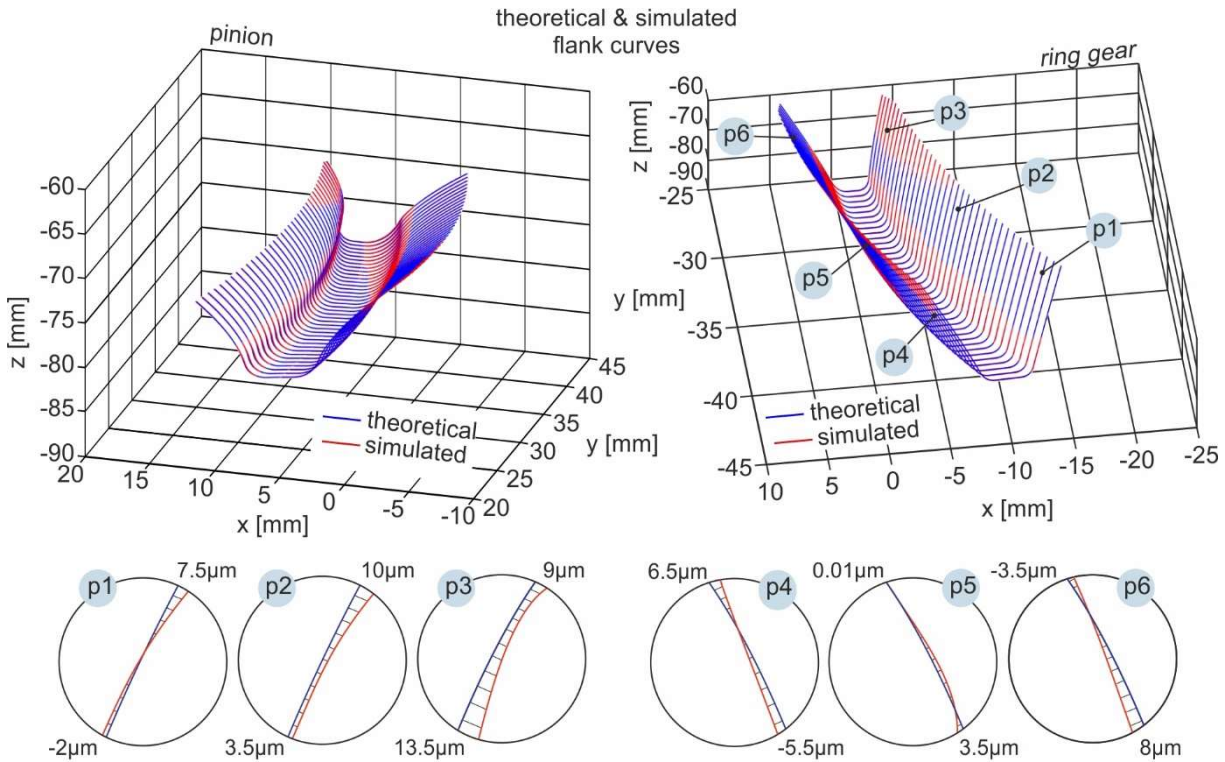 theoretical & simulated
flank curves
pinion
-60
-65
-70
-75
-80
-85
-90
z [mm]
20
15
10
5
0
-5
-10
x [mm]
20
25
30
35
40
45
y [mm]
theoretical
simulated
ring gear
-60
-70
-80
-90
z [mm]
-25
-30
-35
-40
-45
y [mm]
10
5
0
-5
-10
-15
-20
-25
x [mm]
p6
p3
p2
p1
p5
p4
theoretical
simulated
p1
7.5µm
-2µm
p2
10µm
3.5µm
p3
9µm
13.5µm
6.5µm
p4
-5.5µm
0.01µm
p5
3.5µm
-3.5µm
p6
8µm